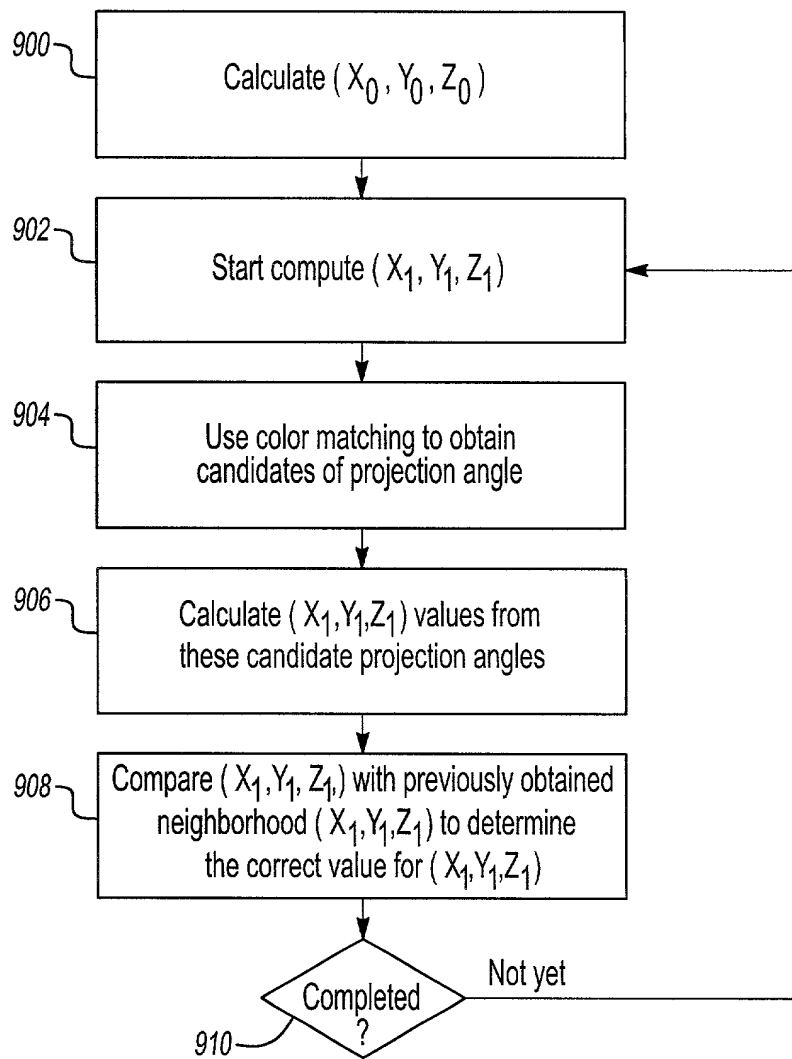 900
Calculate ( X₀ , Y₀ , Z₀ )
902
Start compute ( X₁, Y₁, Z₁)
904
Use color matching to obtain
candidates of projection angle
906
Calculate ( X₁,Y₁,Z₁) values from
these candidate projection angles
908
Compare ( X₁,Y₁, Z₁,) with previously obtained
neighborhood ( X₁,Y₁,Z₁) to determine
the correct value for ( X₁,Y₁,Z₁)
Completed
?
Not yet
910